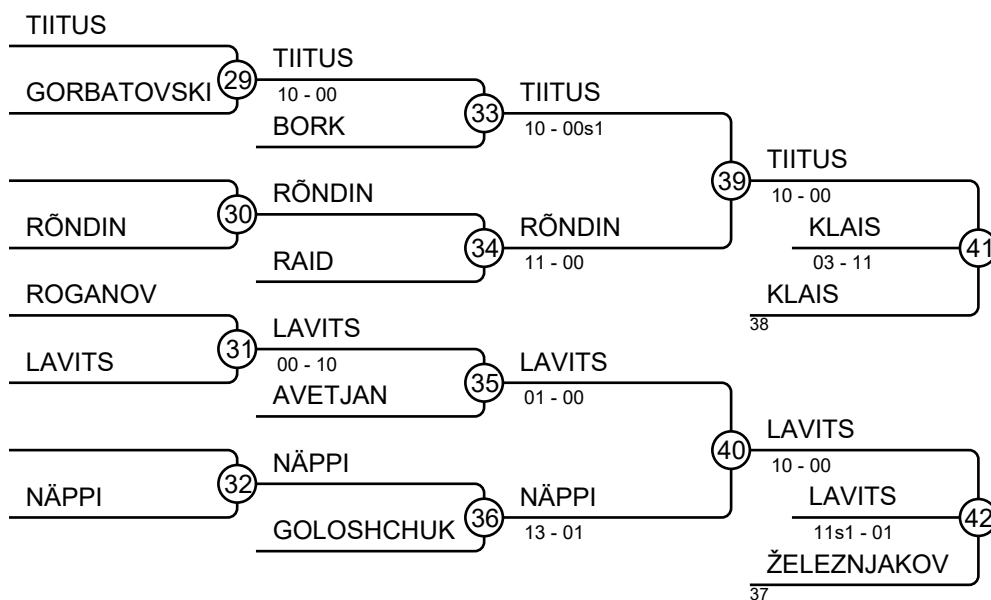 TIITUS
GORBATOVSKI
29
TIITUS
10 - 00
BORK
33
TIITUS
10 - 00s1
RÕNDIN
30
RÕNDIN
RAID
34
RÕNDIN
11 - 00
39
TIITUS
10 - 00
KLAIS
03 - 11
41
KLAIS
38
ROGANOV
LAVITS
31
LAVITS
00 - 10
AVETJAN
35
LAVITS
01 - 00
NÄPPI
32
NÄPPI
GOLOSHCHUK
36
NÄPPI
13 - 01
40
LAVITS
10 - 00
LAVITS
11s1 - 01
42
ŽELEZNJAKOV
37